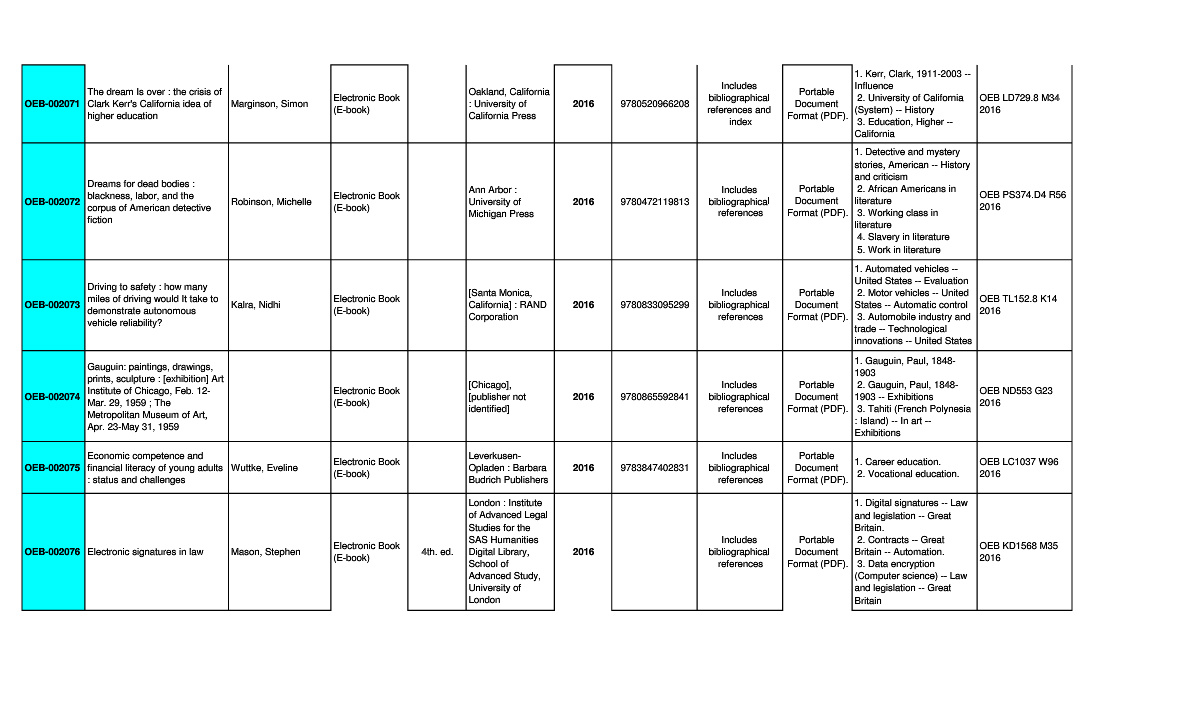 OEB-002071
The dream Is over : the crisis of
Clark Kerr's California idea of
higher education
Marginson, Simon
Electronic Book
(E-book)
Oakland, California
: University of
California Press
2016
9780520966208
Includes
bibliographical
references and
index
Portable
Document
Format (PDF).
1. Kerr, Clark, 1911-2003 --
Influence
2. University of California
(System) -- History
3. Education, Higher --
California
OEB LD729.8 M34
2016
OEB-002072
Dreams for dead bodies :
blackness, labor, and the
corpus of American detective
fiction
Robinson, Michelle
Electronic Book
(E-book)
Ann Arbor :
University of
Michigan Press
2016
9780472119813
Includes
bibliographical
references
Portable
Document
Format (PDF).
1. Detective and mystery
stories, American -- History
and criticism
2. African Americans in
literature
3. Working class in
literature
4. Slavery in literature
5. Work in literature
OEB PS374.D4 R56
2016
OEB-002073
Driving to safety : how many
miles of driving would It take to
demonstrate autonomous
vehicle reliability?
Kalra, Nidhi
Electronic Book
(E-book)
[Santa Monica,
California] : RAND
Corporation
2016
9780833095299
Includes
bibliographical
references
Portable
Document
Format (PDF).
1. Automated vehicles --
United States -- Evaluation
2. Motor vehicles -- United
States -- Automatic control
3. Automobile industry and
trade -- Technological
innovations -- United States
OEB TL152.8 K14
2016
OEB-002074
Gauguin: paintings, drawings,
prints, sculpture : [exhibition] Art
Institute of Chicago, Feb. 12-
Mar. 29, 1959 ; The
Metropolitan Museum of Art,
Apr. 23-May 31, 1959
Electronic Book
(E-book)
[Chicago],
[publisher not
identified]
2016
9780865592841
Includes
bibliographical
references
Portable
Document
Format (PDF).
1. Gauguin, Paul, 1848-
1903
2. Gauguin, Paul, 1848-
1903 -- Exhibitions
3. Tahiti (French Polynesia
: Island) -- In art --
Exhibitions
OEB ND553 G23
2016
OEB-002075
Economic competence and
financial literacy of young adults
: status and challenges
Wuttke, Eveline
Electronic Book
(E-book)
Leverkusen-
Opladen : Barbara
Budrich Publishers
2016
9783847402831
Includes
bibliographical
references
Portable
Document
Format (PDF).
1. Career education.
2. Vocational education.
OEB LC1037 W96
2016
OEB-002076
Electronic signatures in law
Mason, Stephen
Electronic Book
(E-book)
4th. ed.
London : Institute
of Advanced Legal
Studies for the
SAS Humanities
Digital Library,
School of
Advanced Study,
University of
London
2016
Includes
bibliographical
references
Portable
Document
Format (PDF).
1. Digital signatures -- Law
and legislation -- Great
Britain.
2. Contracts -- Great
Britain -- Automation.
3. Data encryption
(Computer science) -- Law
and legislation -- Great
Britain
OEB KD1568 M35
2016